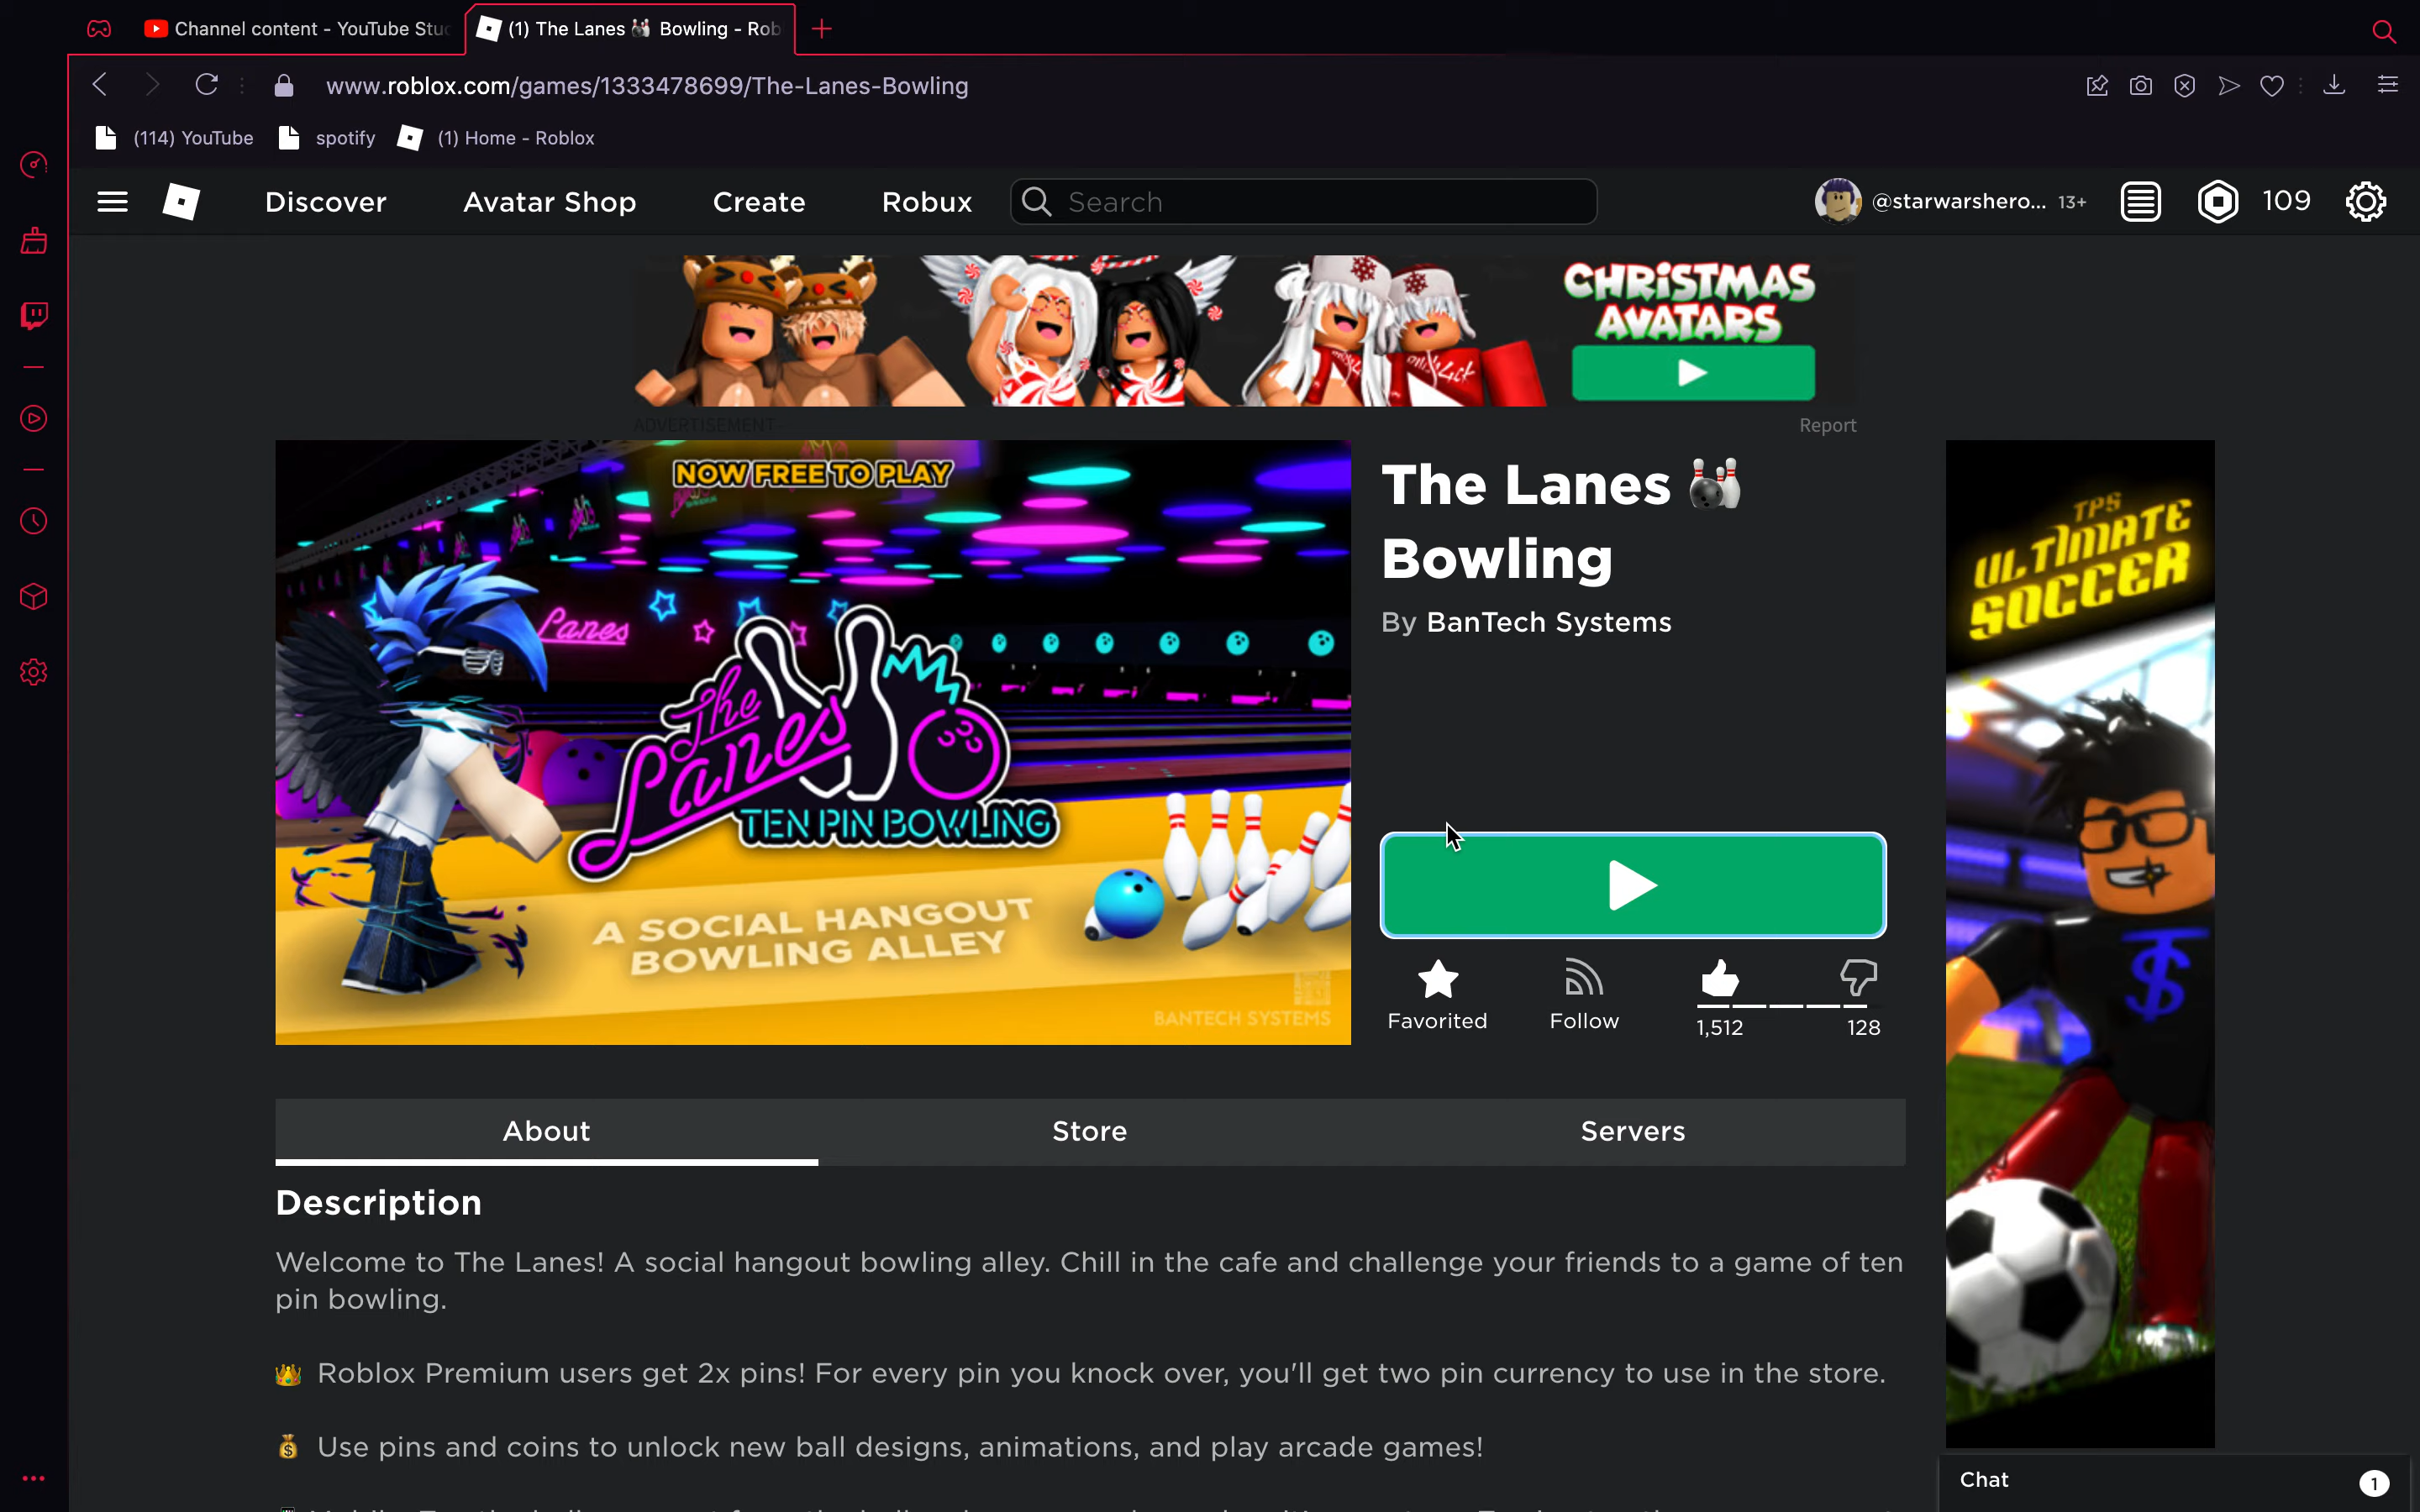 Channel content - YouTube Stuc
(1) The Lanes 🎳 Bowling - Rob
www.roblox.com/games/1333478699/The-Lanes-Bowling
(114) YouTube
spotify
(1) Home - Roblox
Discover
Avatar Shop
Create
Robux
Search
@starwarshero...
13+
109
CHRISTMAS
AVATARS
ADVERTISEMENT
Report
NOW FREE TO PLAY
Lanes
The
Lanes
TEN PIN BOWLING
A SOCIAL HANGOUT
BOWLING ALLEY
BANTECH SYSTEMS
The Lanes 🎳
Bowling
By BanTech Systems
Favorited
Follow
1,512
128
TPS
ULTIMATE
SOCCER
About
Store
Servers
Description
Welcome to The Lanes! A social hangout bowling alley. Chill in the cafe and challenge your friends to a game of ten
pin bowling.
👑 Roblox Premium users get 2x pins! For every pin you knock over, you'll get two pin currency to use in the store.
💰 Use pins and coins to unlock new ball designs, animations, and play arcade games!
Chat
1